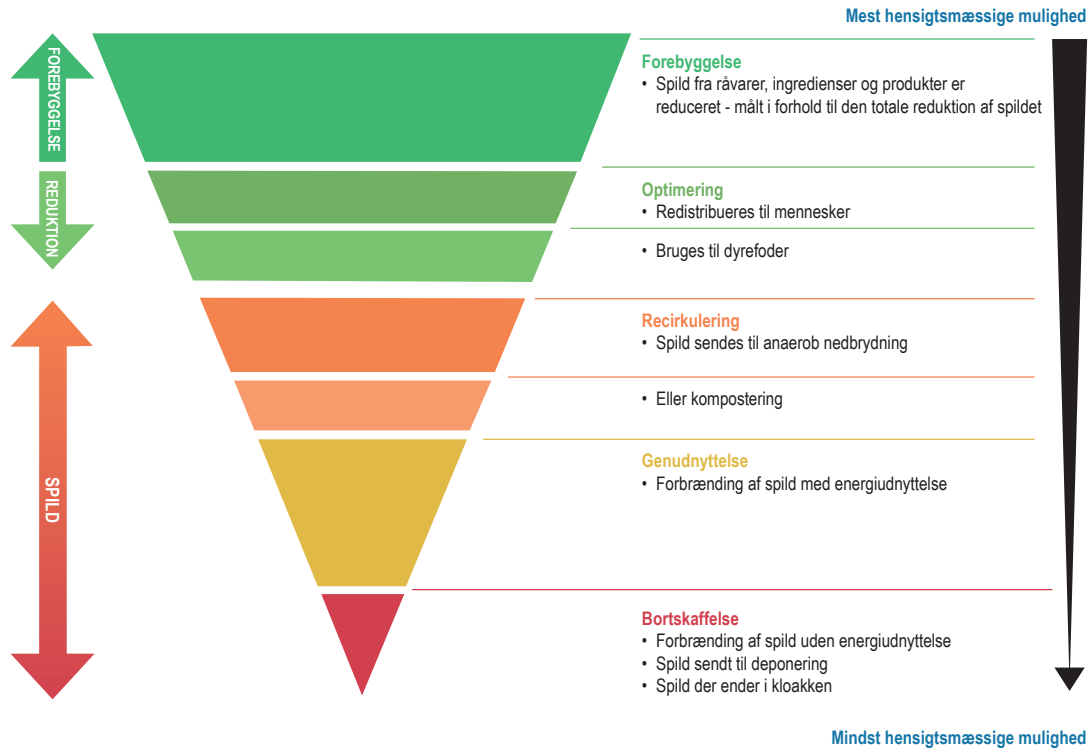 Mest hensigtsmæssige mulighed
FOREBYGGELSE
REDUKTION
SPILD
Forebyggelse
• Spild fra råvarer, ingredienser og produkter er
reduceret - målt i forhold til den totale reduktion af spildet
Optimering
• Redistribueres til mennesker
• Bruges til dyrefoder
Recirkulering
• Spild sendes til anaerob nedbrydning
• Eller kompostering
Genudnyttelse
• Forbrænding af spild med energiudnyttelse
Bortskaffelse
• Forbrænding af spild uden energiudnyttelse
• Spild sendt til deponering
• Spild der ender i kloakken
Mindst hensigtsmæssige mulighed